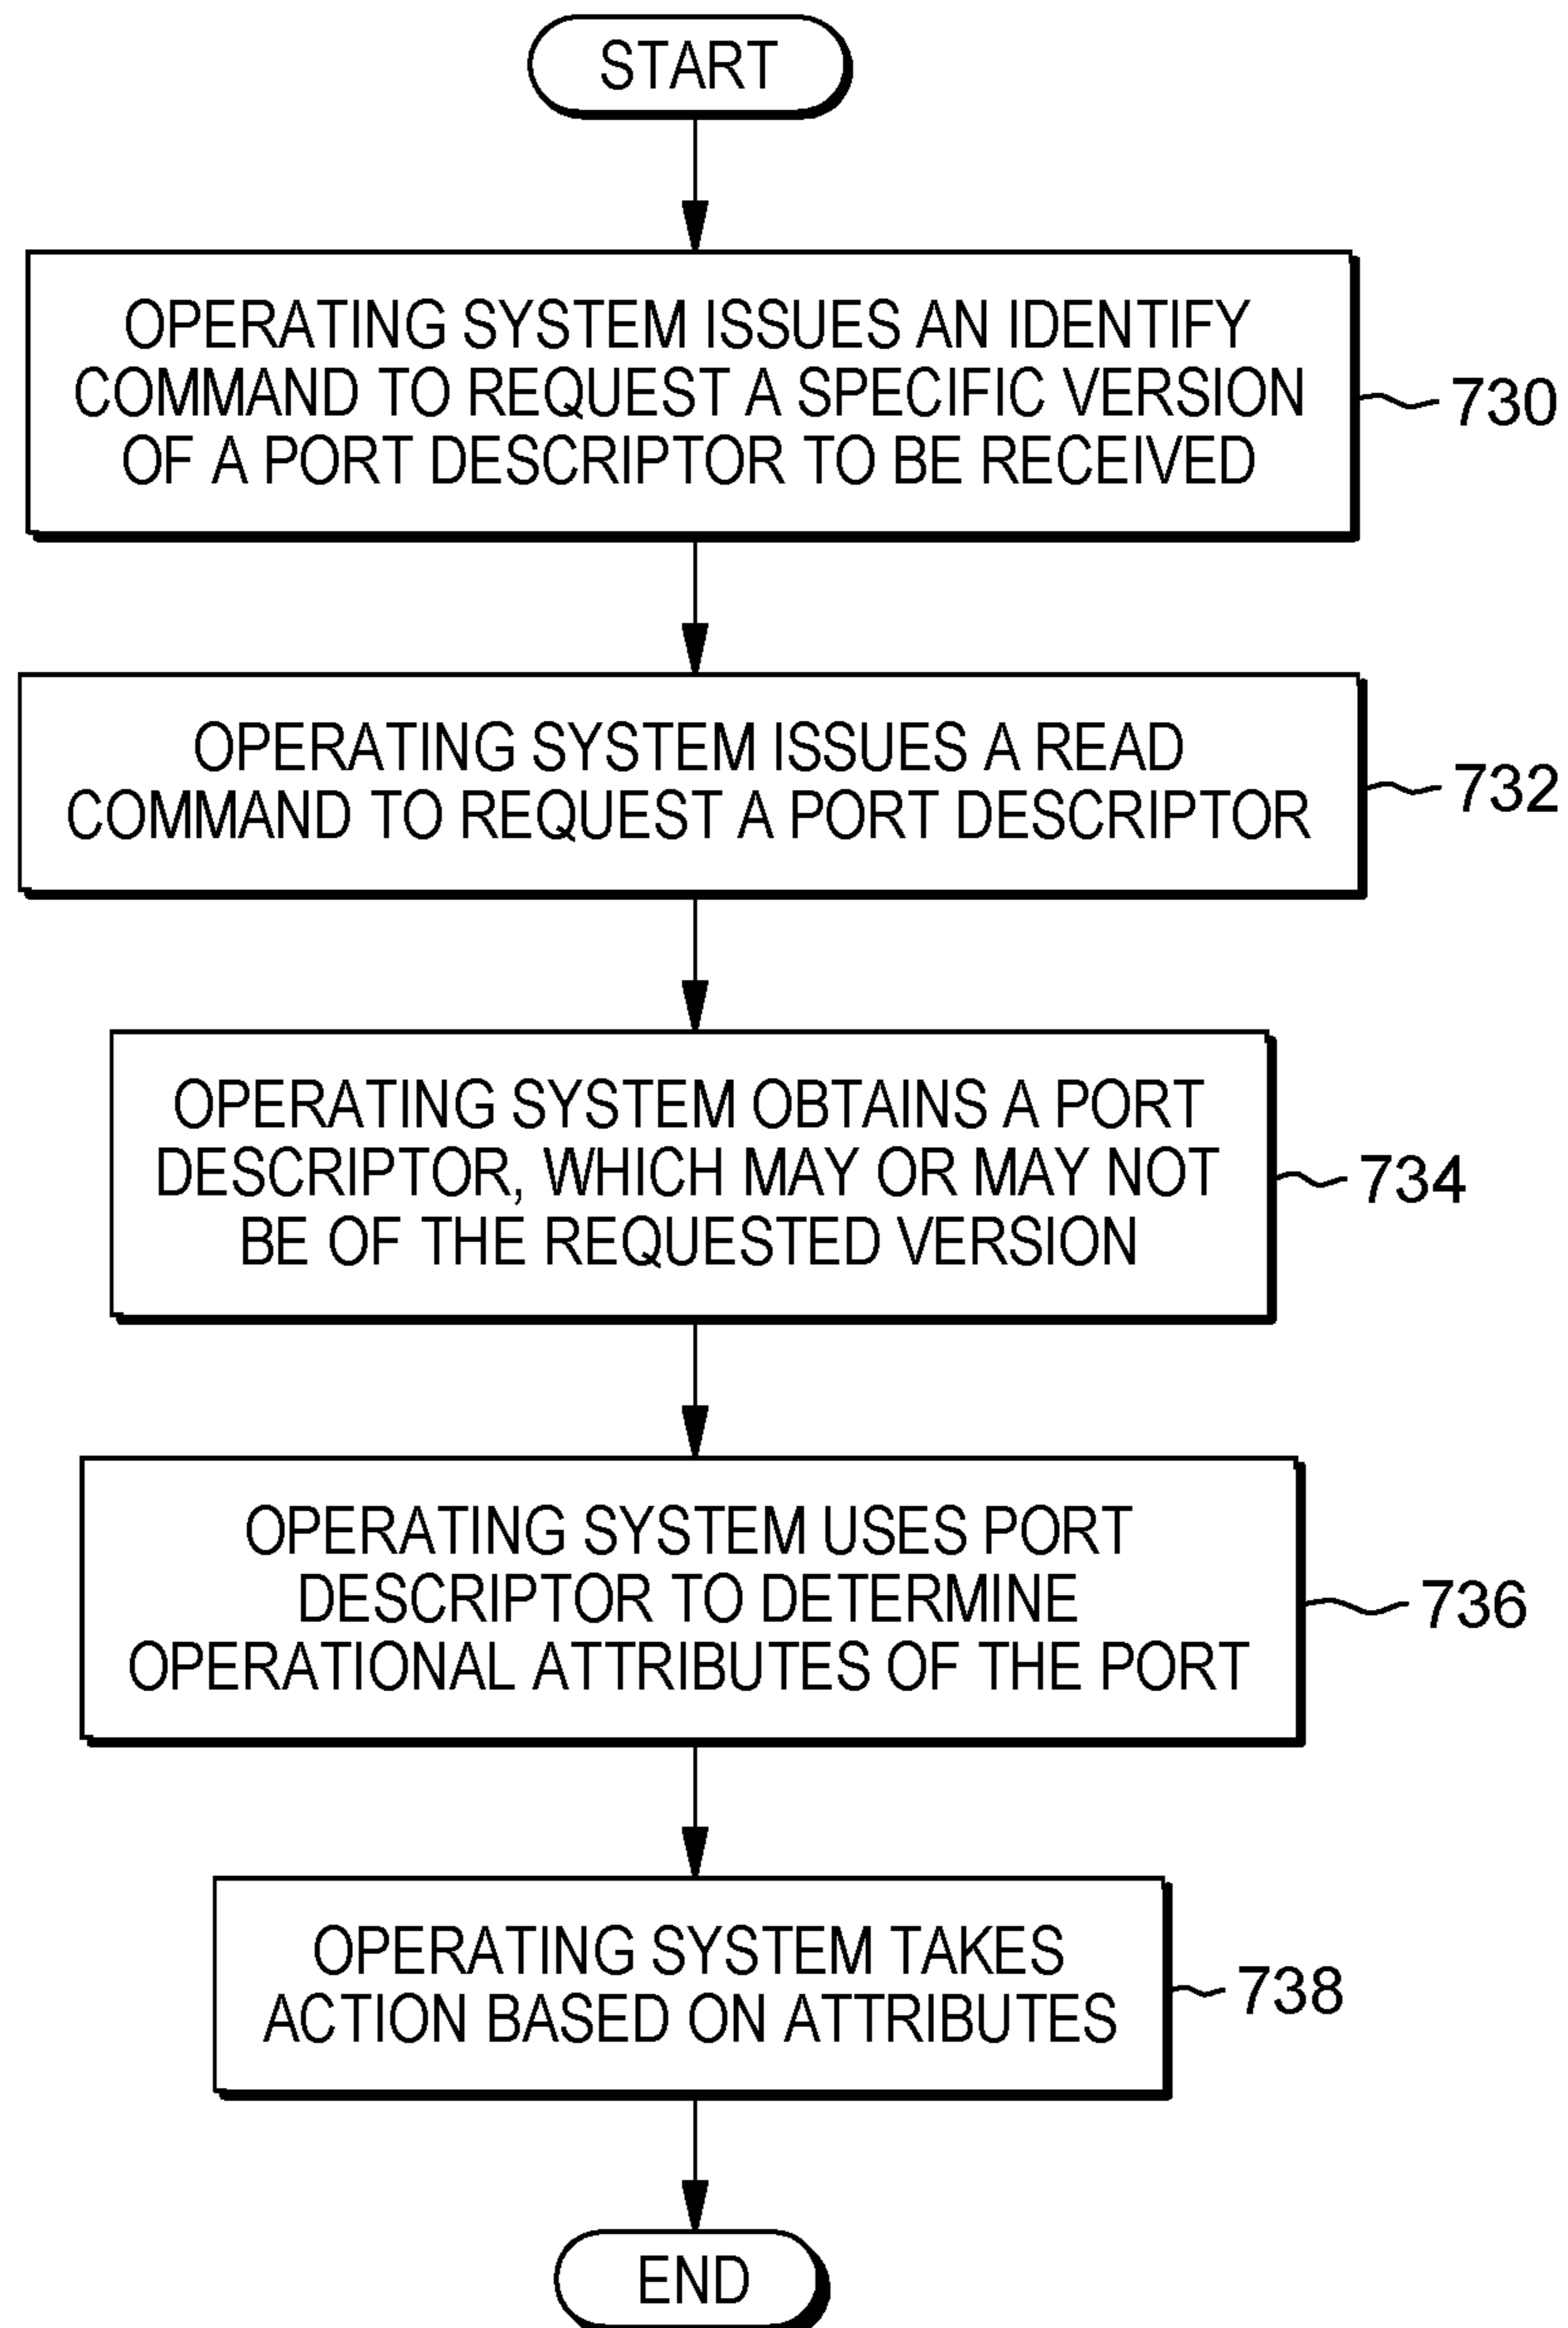 START
OPERATING SYSTEM ISSUES AN IDENTIFY
COMMAND TO REQUEST A SPECIFIC VERSION
OF A PORT DESCRIPTOR TO BE RECEIVED
730
OPERATING SYSTEM ISSUES A READ
COMMAND TO REQUEST A PORT DESCRIPTOR
732
OPERATING SYSTEM OBTAINS A PORT
DESCRIPTOR, WHICH MAY OR MAY NOT
BE OF THE REQUESTED VERSION
734
OPERATING SYSTEM USES PORT
DESCRIPTOR TO DETERMINE
OPERATIONAL ATTRIBUTES OF THE PORT
736
OPERATING SYSTEM TAKES
ACTION BASED ON ATTRIBUTES
738
END